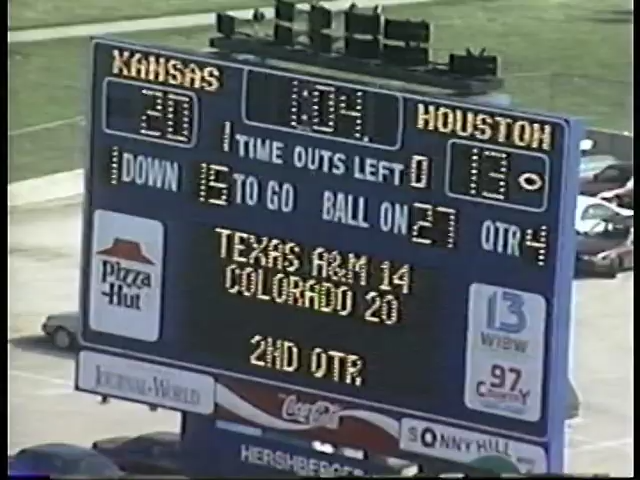 KANSAS
HOUSTON
20
:04
13
1 TIME OUTS LEFT 0
1 DOWN 15 TO GO BALL ON 27 QTR 4
TEXAS A&M 14
COLORADO 20
2ND QTR
Pizza
Hut
13
WIBW
97
COUNTRY
JOURNAL-WORLD
Coca-Cola
SONNY HILL
HERSHBERGER